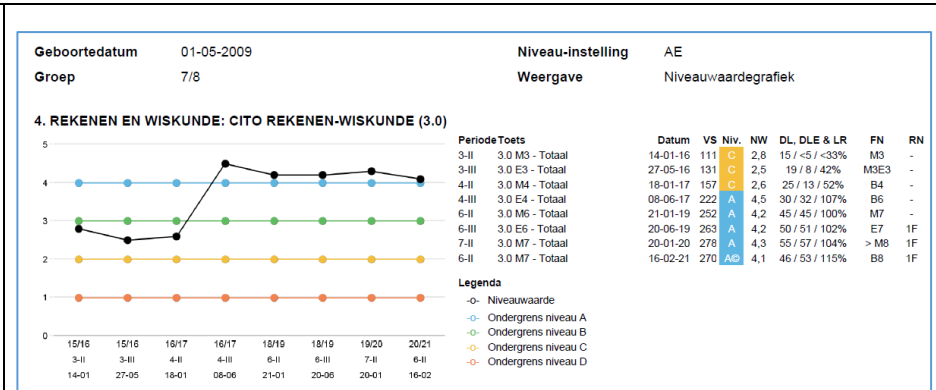 Geboortedatum 01-05-2009 Niveau-instelling AE
Groep 7/8 Weergave Niveauwaardegrafiek
4. REKENEN EN WISKUNDE: CITO REKENEN-WISKUNDE (3.0)
Periode Toets Datum VS Niv. NW DL, DLE & LR FN RN
3-II 3.0 M3 - Totaal 14-01-16 111 C 2,8 15 / <5 / <33% M3 -
3-III 3.0 E3 - Totaal 27-05-16 131 C 2,5 19 / 8 / 42% M3E3 -
4-II 3.0 M4 - Totaal 18-01-17 157 C 2,6 25 / 13 / 52% B4 -
4-III 3.0 E4 - Totaal 08-06-17 222 A 4,5 30 / 32 / 107% B6 -
6-II 3.0 M6 - Totaal 21-01-19 252 A 4,2 45 / 45 / 100% M7 -
6-III 3.0 E6 - Totaal 20-06-19 263 A 4,2 50 / 51 / 102% E7 1F
7-II 3.0 M7 - Totaal 20-01-20 278 A 4,3 55 / 57 / 104% > M8 1F
6-II 3.0 M7 - Totaal 16-02-21 270 A© 4,1 46 / 53 / 115% B8 1F
Legenda
-o- Niveauwaarde
-o- Ondergrens niveau A
-o- Ondergrens niveau B
-o- Ondergrens niveau C
-o- Ondergrens niveau D
5
4
3
2
1
0
15/16 15/16 16/17 16/17 18/19 18/19 19/20 20/21
3-II 3-III 4-II 4-III 6-II 6-III 7-II 6-II
14-01 27-05 18-01 08-06 21-01 20-06 20-01 16-02